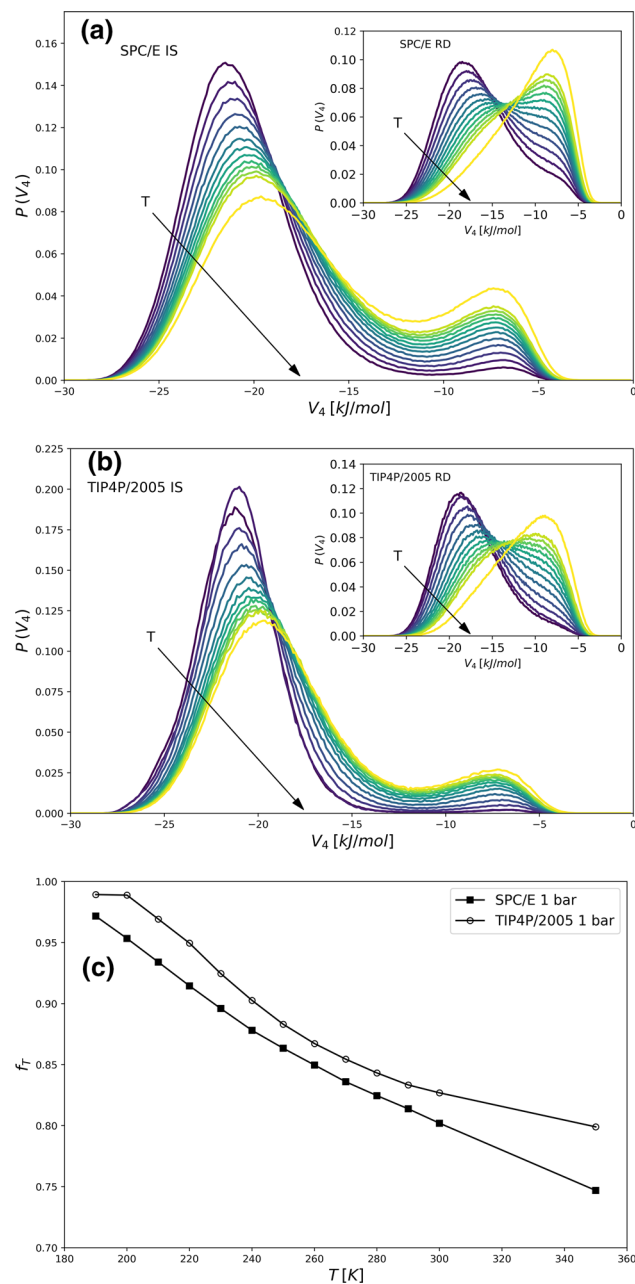 (a)
SPC/E IS
P (V4)
0.16
0.14
0.12
0.10
0.08
0.06
0.04
0.02
0.00
T
−30 −25 −20 −15 −10 −5 0
V4 [kJ/mol]
SPC/E RD
P (V4)
0.12
0.10
0.08
0.06
0.04
0.02
0.00
T
−30 −25 −20 −15 −10 −5 0
V4 [kJ/mol]
(b)
TIP4P/2005 IS
P (V4)
0.225
0.200
0.175
0.150
0.125
0.100
0.075
0.050
0.025
0.000
T
−30 −25 −20 −15 −10 −5 0
V4 [kJ/mol]
TIP4P/2005 RD
P (V4)
0.14
0.12
0.10
0.08
0.06
0.04
0.02
0.00
T
−30 −25 −20 −15 −10 −5 0
V4 [kJ/mol]
(c)
SPC/E 1 bar
TIP4P/2005 1 bar
fT
1.00
0.95
0.90
0.85
0.80
0.75
0.70
180 200 220 240 260 280 300 320 340 360
T [K]